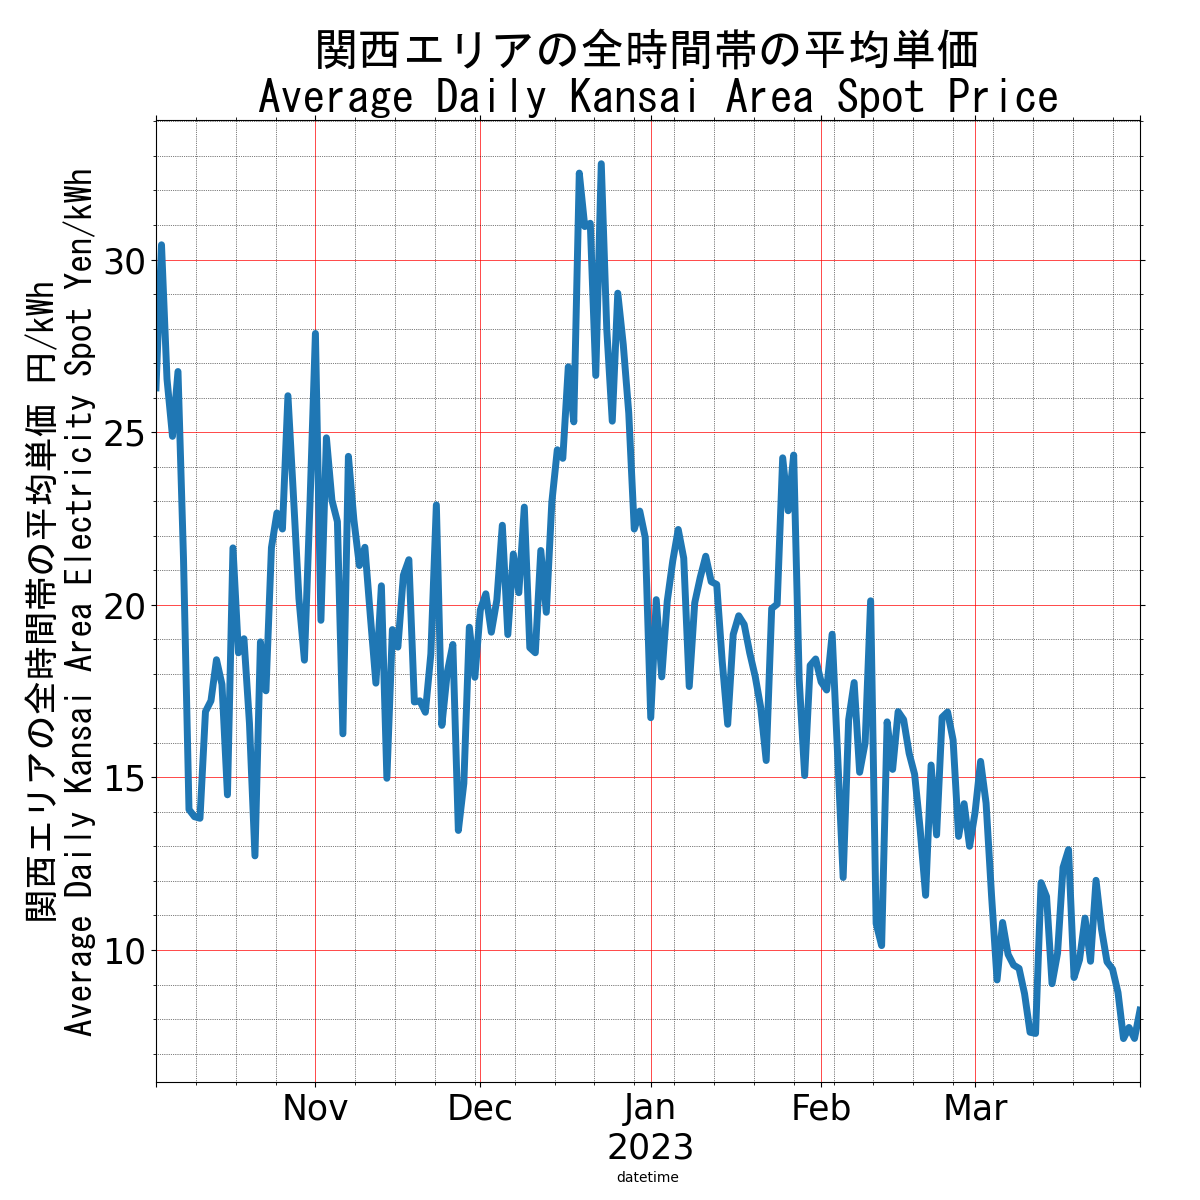 関西エリアの全時間帯の平均単価
Average Daily Kansai Area Spot Price
関西エリアの全時間帯の平均単価 円/kWh
Average Daily Kansai Area Electricity Spot Yen/kWh
30
25
20
15
10
Nov
Dec
Jan
2023
Feb
Mar
datetime